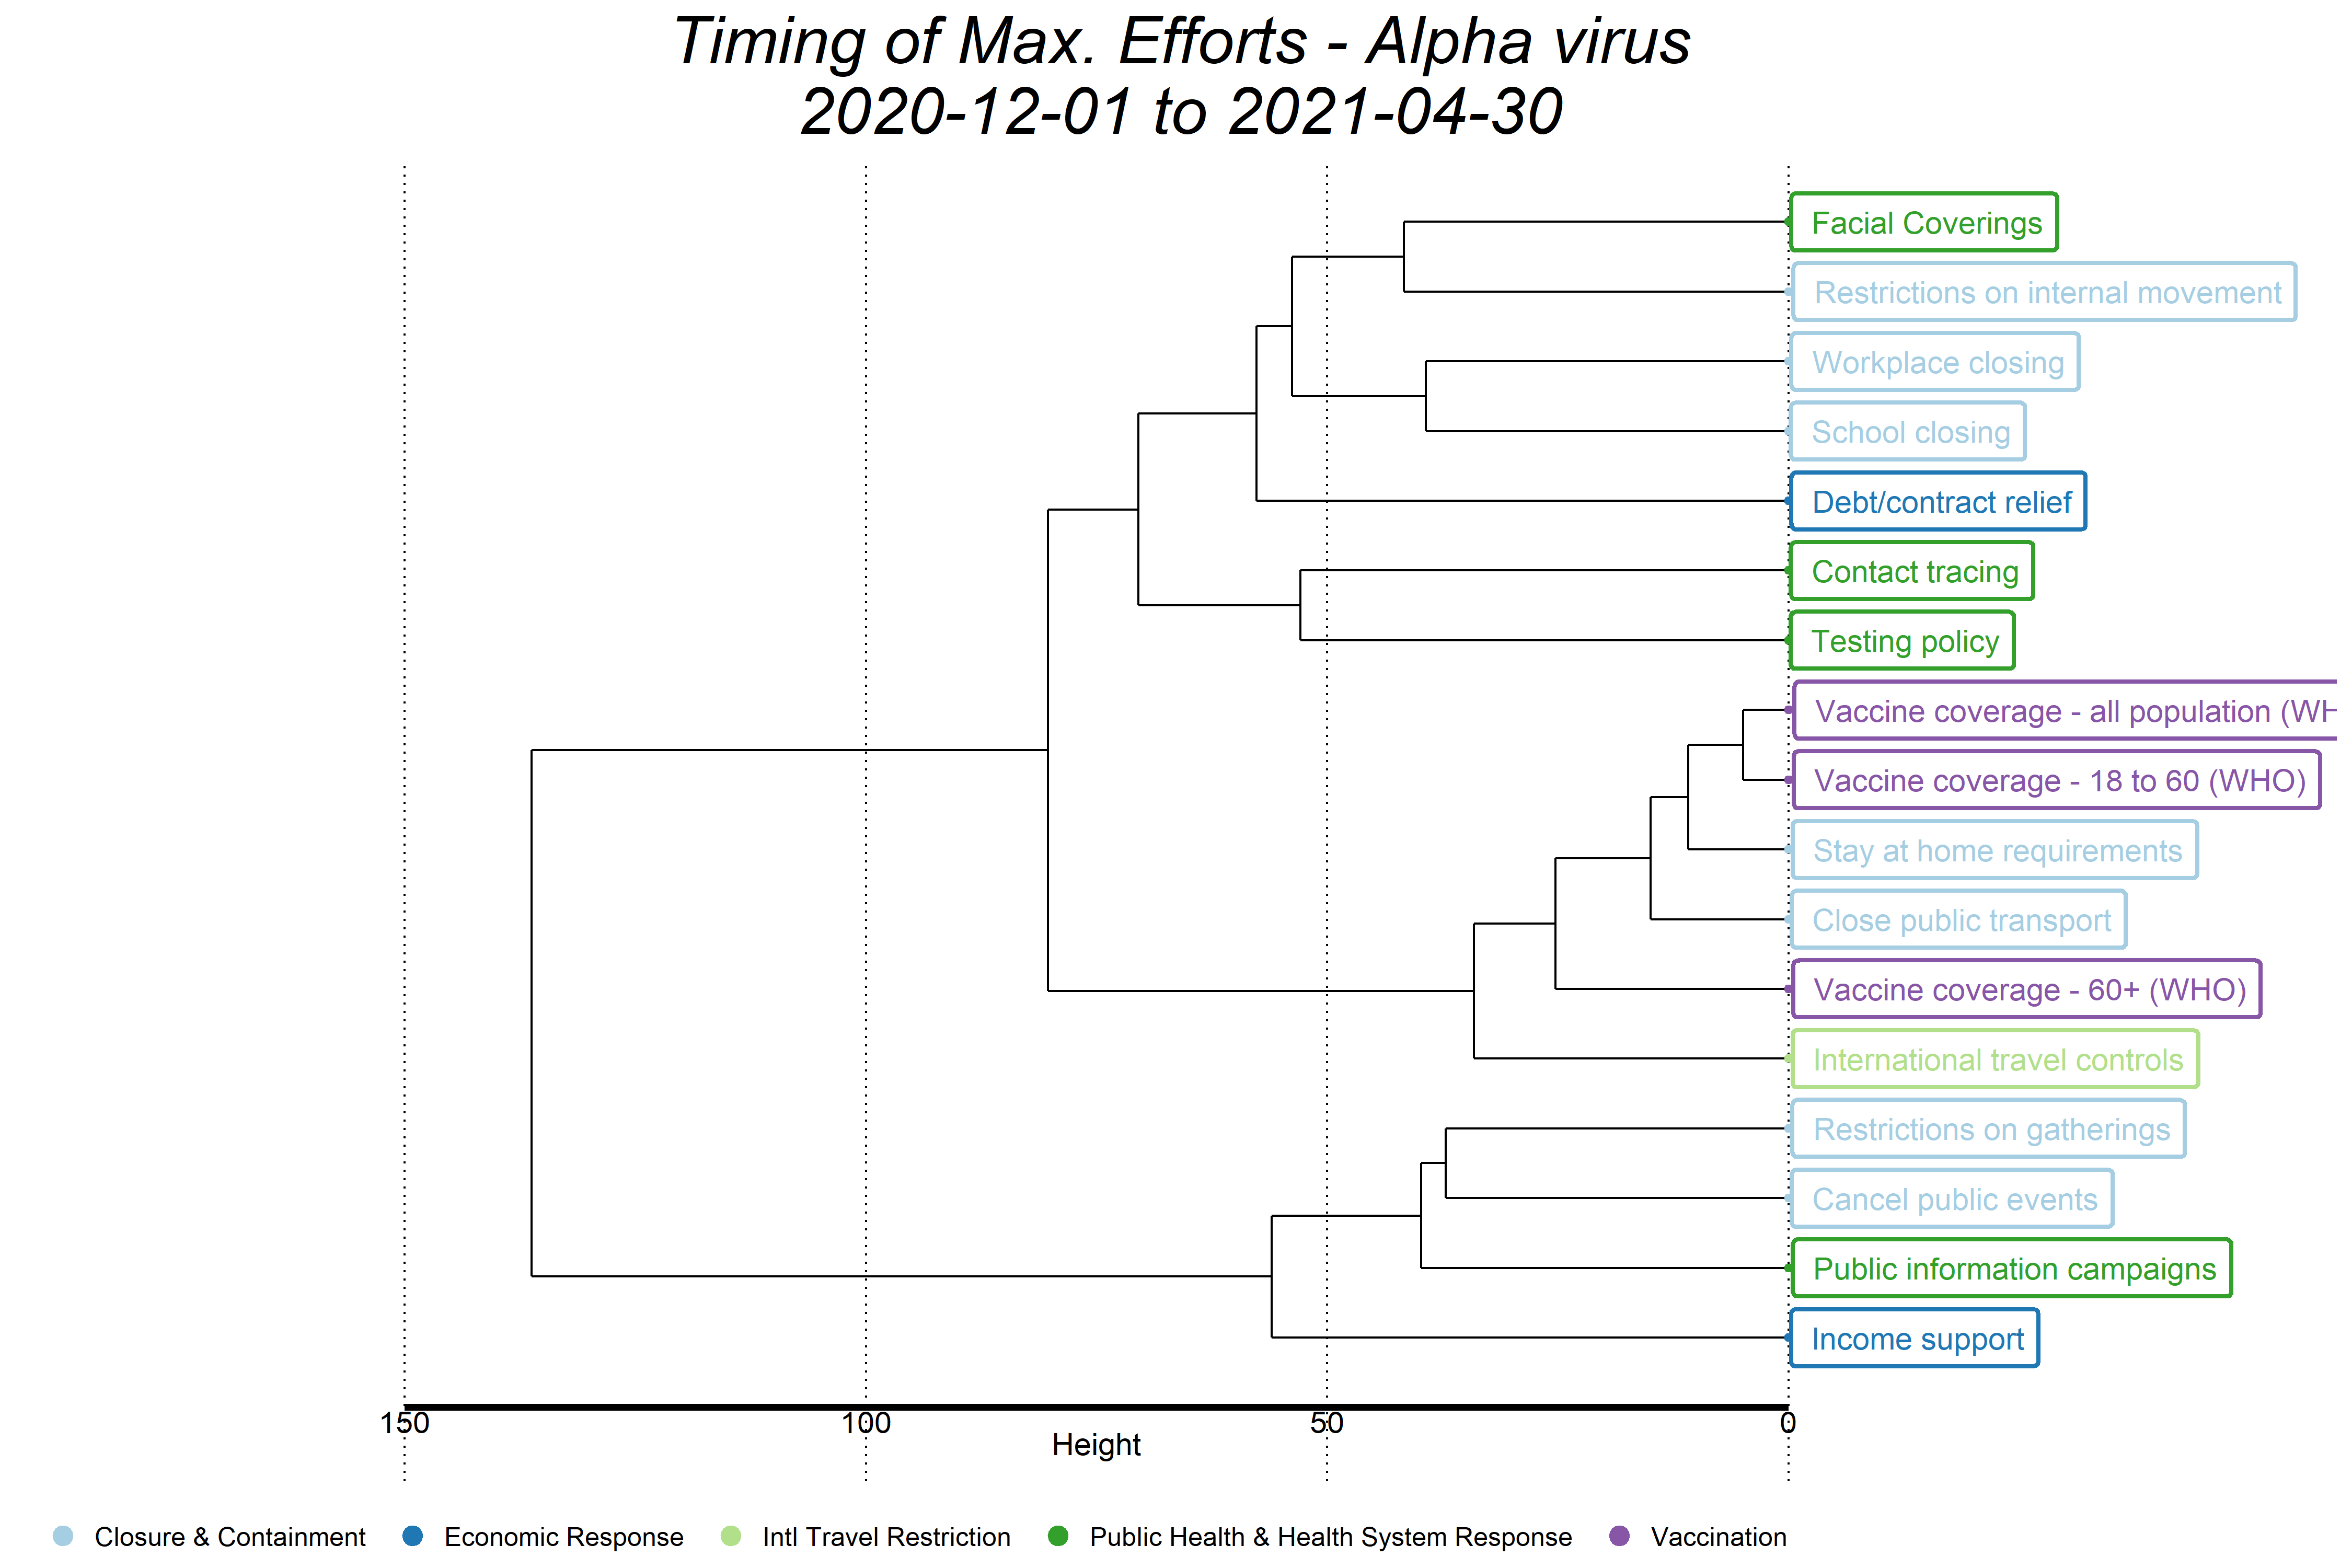 Timing of Max. Efforts - Alpha virus
2020-12-01 to 2021-04-30
Facial Coverings
Restrictions on internal movement
Workplace closing
School closing
Debt/contract relief
Contact tracing
Testing policy
Vaccine coverage - all population (WH
Vaccine coverage - 18 to 60 (WHO)
Stay at home requirements
Close public transport
Vaccine coverage - 60+ (WHO)
International travel controls
Restrictions on gatherings
Cancel public events
Public information campaigns
Income support
150 100 50 0
Height
Closure & Containment Economic Response Intl Travel Restriction Public Health & Health System Response Vaccination